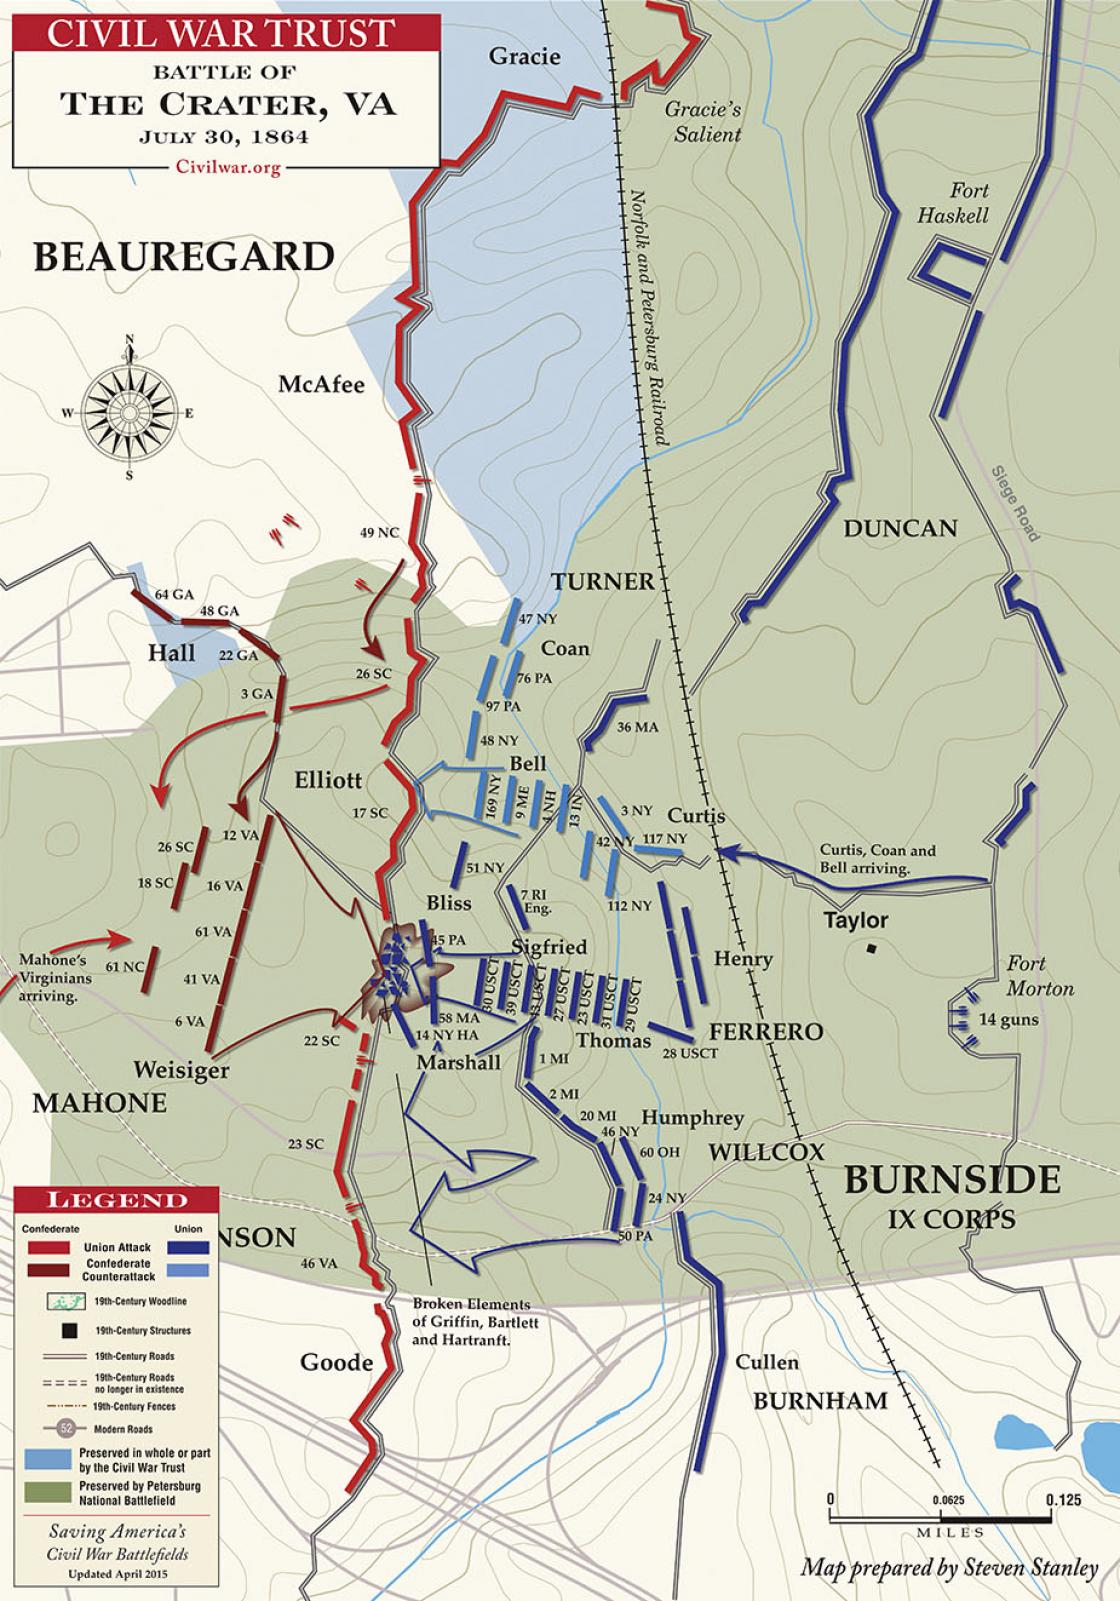 CIVIL WAR TRUST
BATTLE OF
THE CRATER, VA
JULY 30, 1864
Civilwar.org
Gracie
Gracie's
Salient
Norfolk and Petersburg Railroad
Fort
Haskell
BEAUREGARD
N
W
E
S
McAfee
Siege Road
DUNCAN
49 NC
TURNER
64 GA
48 GA
47 NY
Hall
22 GA
Coan
26 SC
76 PA
3 GA
97 PA
36 MA
48 NY
Elliott
Bell
169 NY
9 ME
4 NH
13 IN
3 NY
Curtis
17 SC
12 VA
42 NY
117 NY
26 SC
Curtis, Coan and
Bell arriving.
51 NY
18 SC
16 VA
Bliss
7 RI
Eng.
112 NY
Taylor
61 VA
45 PA
Sigfried
Mahone's
Virginians
arriving.
61 NC
41 VA
Henry
Fort
Morton
30 USCT
39 USCT
43 USCT
27 USCT
23 USCT
31 USCT
29 USCT
14 guns
6 VA
58 MA
22 SC
14 NY HA
Thomas
FERRERO
28 USCT
Weisiger
Marshall
1 MI
MAHONE
2 MI
20 MI
Humphrey
46 NY
23 SC
60 OH
WILLCOX
BURNSIDE
IX CORPS
24 NY
50 PA
NSON
46 VA
Broken Elements
of Griffin, Bartlett
and Hartranft.
Goode
Cullen
BURNHAM
LEGEND
Confederate
Union
Union Attack
Confederate
Counterattack
19th-Century Woodline
19th-Century Structures
19th-Century Roads
19th-Century Roads
no longer in existence
19th-Century Fences
52
Modern Roads
Preserved in whole or part
by the Civil War Trust
Preserved by Petersburg
National Battlefield
Saving America's
Civil War Battlefields
Updated April 2015
0
0.0625
0.125
MILES
Map prepared by Steven Stanley